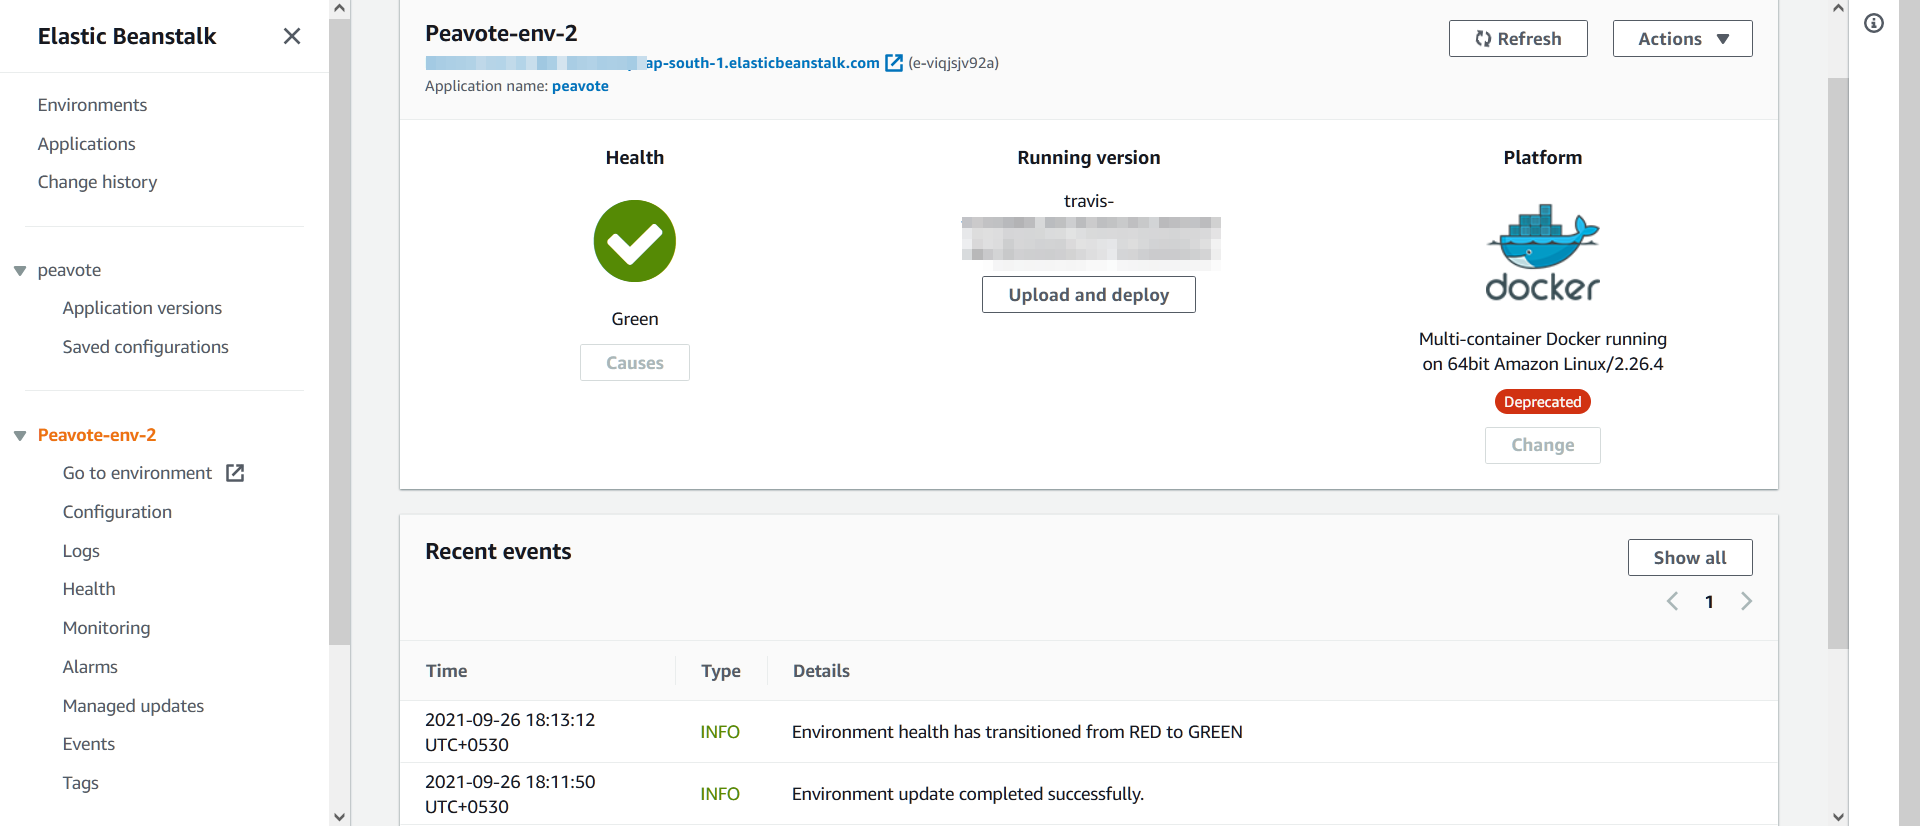 Elastic Beanstalk
Environments
Applications
Change history
peavote
Application versions
Saved configurations
Peavote-env-2
Go to environment
Configuration
Logs
Health
Monitoring
Alarms
Managed updates
Events
Tags
Peavote-env-2
ap-south-1.elasticbeanstalk.com (e-viqjsjv92a)
Application name: peavote
Refresh
Actions
Health
Green
Causes
Running version
travis-
Upload and deploy
Platform
docker
Multi-container Docker running
on 64bit Amazon Linux/2.26.4
Deprecated
Change
Recent events
Show all
1
Time Type Details
2021-09-26 18:13:12
UTC+0530
INFO
Environment health has transitioned from RED to GREEN
2021-09-26 18:11:50
UTC+0530
INFO
Environment update completed successfully.